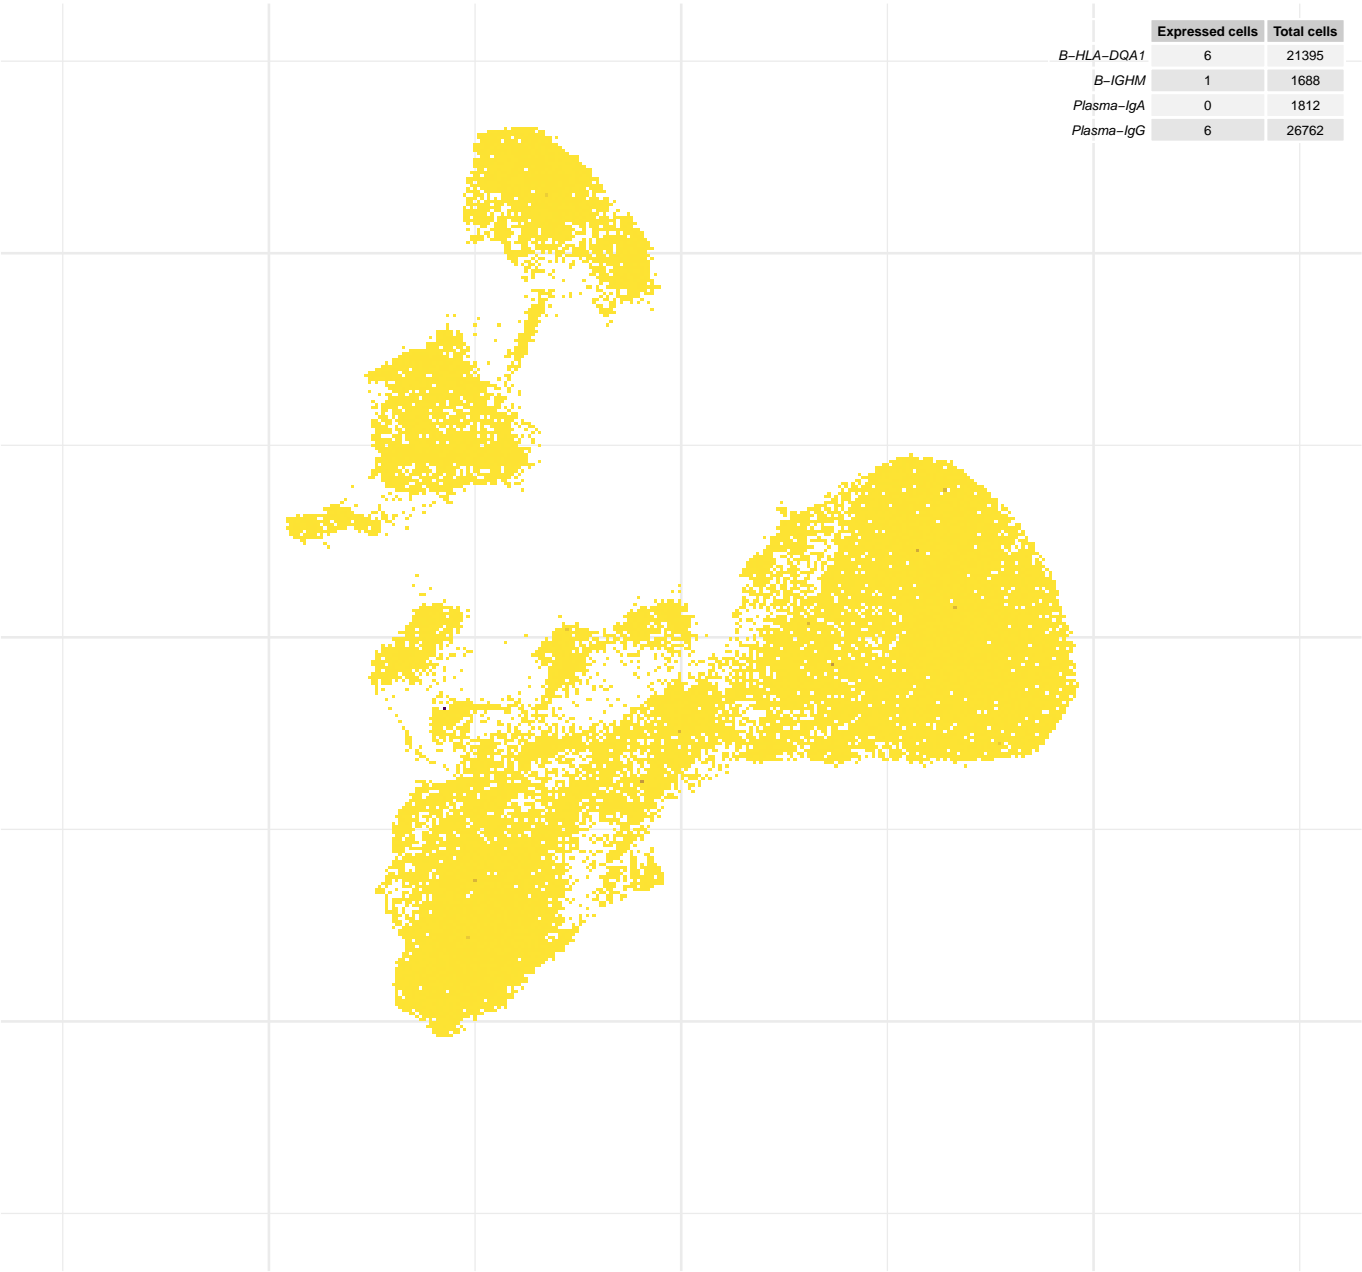 Expressed cells Total cells
B−HLA−DQA1 6 21395
B−IGHM 1 1688
Plasma−IgA 0 1812
Plasma−IgG 6 26762